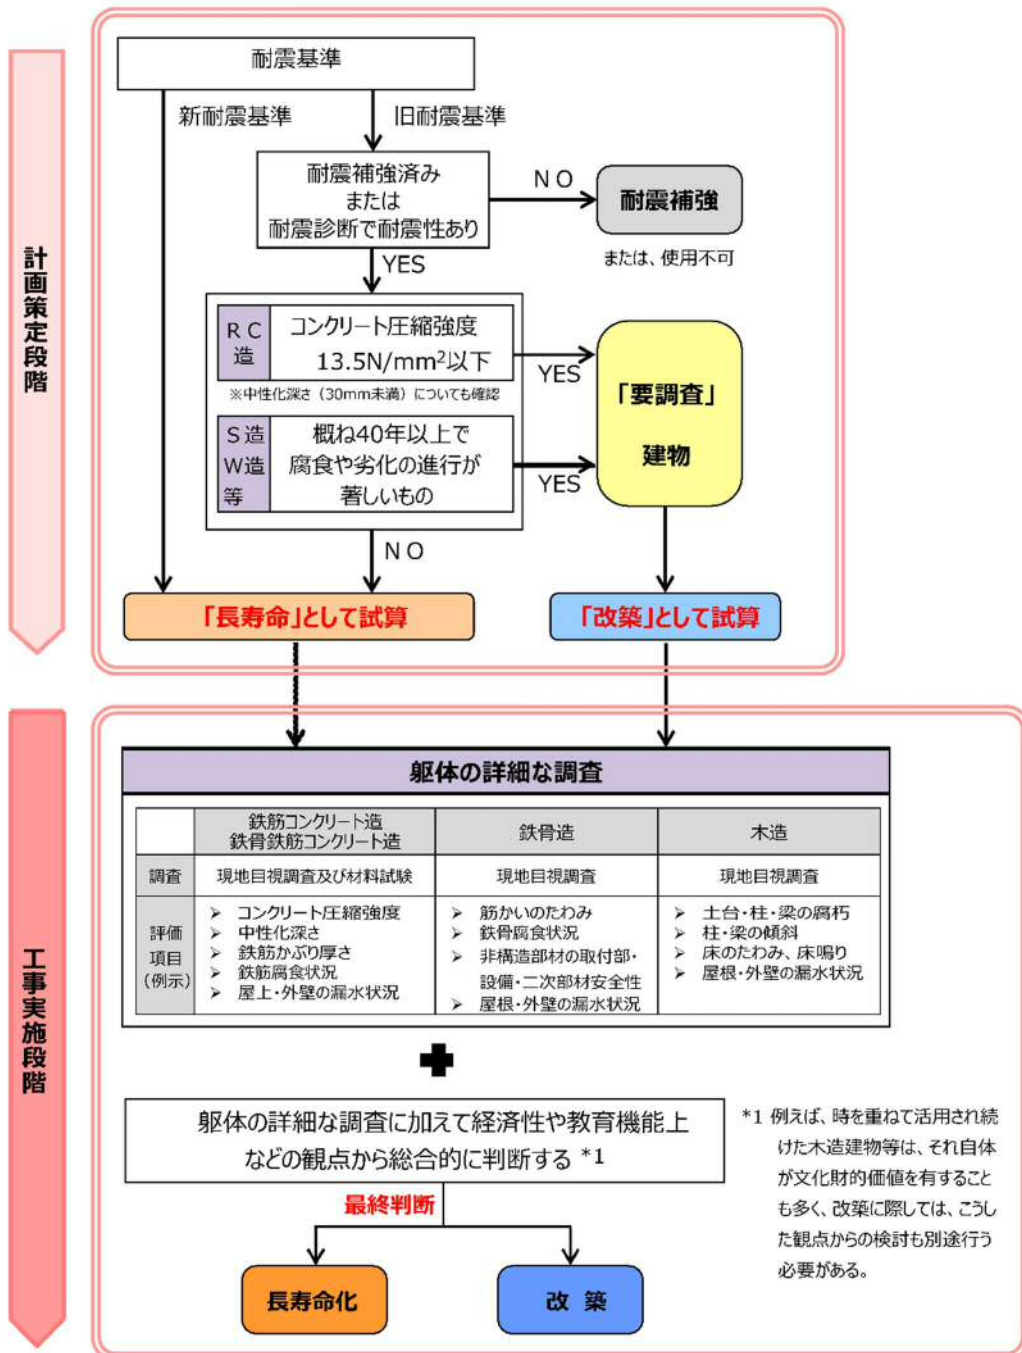 計画策定段階
耐震基準
新耐震基準
旧耐震基準
耐震補強済み
または
耐震診断で耐震性あり
NO
耐震補強
または、使用不可
YES
RC
造
コンクリート圧縮強度
13.5N/mm²以下
※中性化深さ（30mm未満）についても確認
YES
S造
W造
等
概ね40年以上で
腐食や劣化の進行が
著しいもの
YES
「要調査」
建物
NO
「長寿命」として試算
「改築」として試算
工事実施段階
躯体の詳細な調査
鉄筋コンクリート造
鉄骨鉄筋コンクリート造
鉄骨造
木造
調査
現地目視調査及び材料試験
現地目視調査
現地目視調査
評価
項目
(例示)
➢ コンクリート圧縮強度
➢ 中性化深さ
➢ 鉄筋かぶり厚さ
➢ 鉄筋腐食状況
➢ 屋上・外壁の漏水状況
➢ 筋かいのたわみ
➢ 鉄骨腐食状況
➢ 非構造部材の取付部・
設備・二次部材安全性
➢ 屋根・外壁の漏水状況
➢ 土台・柱・梁の腐朽
➢ 柱・梁の傾斜
➢ 床のたわみ、床鳴り
➢ 屋根・外壁の漏水状況
躯体の詳細な調査に加えて経済性や教育機能上
などの観点から総合的に判断する *1
*1 例えば、時を重ねて活用され続
けた木造建物等は、それ自体
が文化財的価値を有すること
も多く、改築に際しては、こうし
た観点からの検討も別途行う
必要がある。
最終判断
長寿命化
改 築